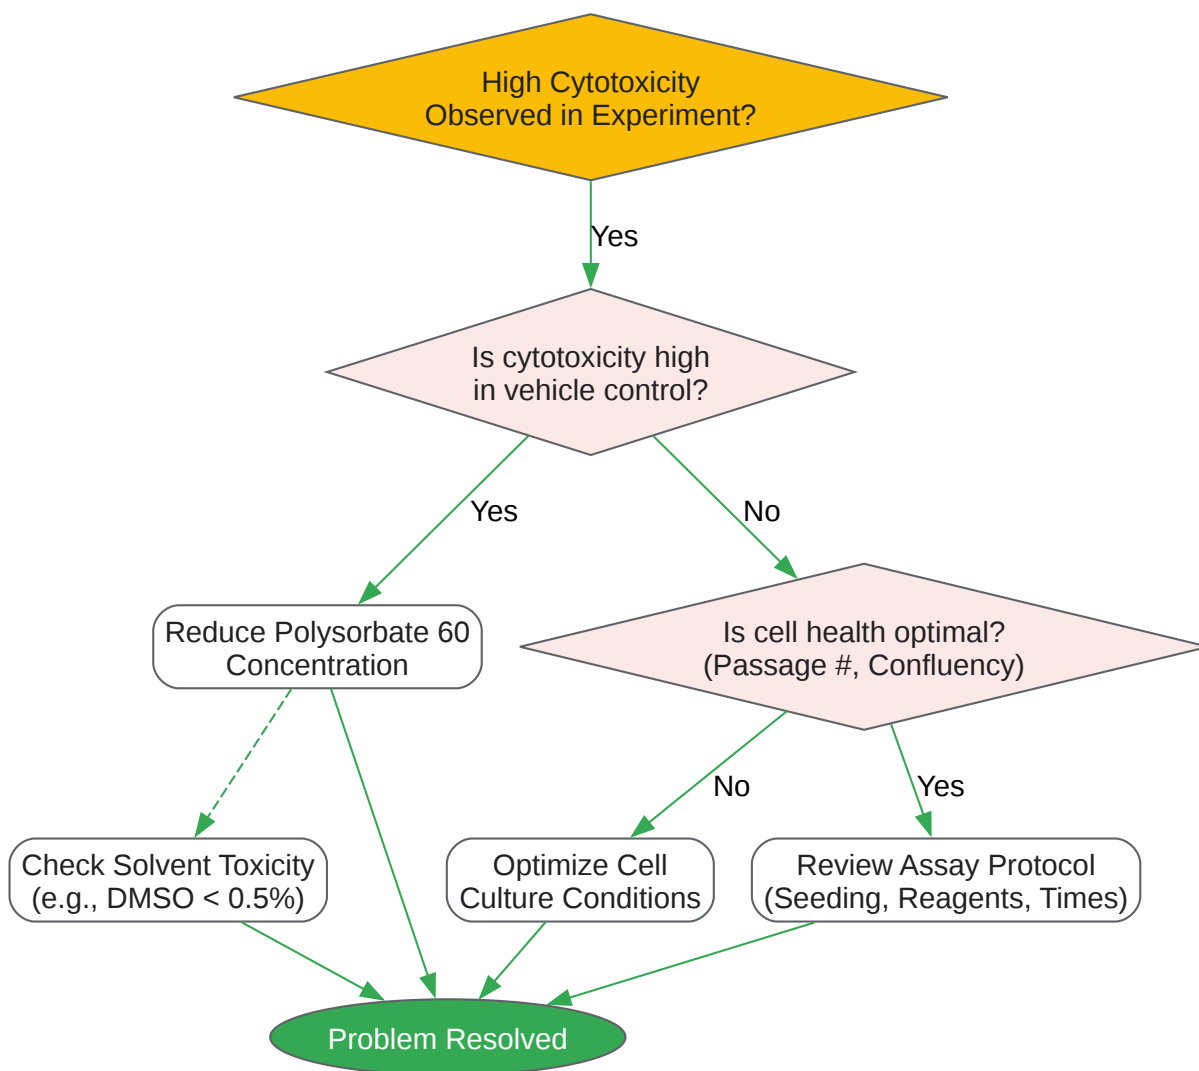 High Cytotoxicity
Observed in Experiment?
Yes
Is cytotoxicity high
in vehicle control?
Yes
No
Reduce Polysorbate 60
Concentration
Is cell health optimal?
(Passage #, Confluency)
No
Yes
Check Solvent Toxicity
(e.g., DMSO < 0.5%)
Optimize Cell
Culture Conditions
Review Assay Protocol
(Seeding, Reagents, Times)
Problem Resolved